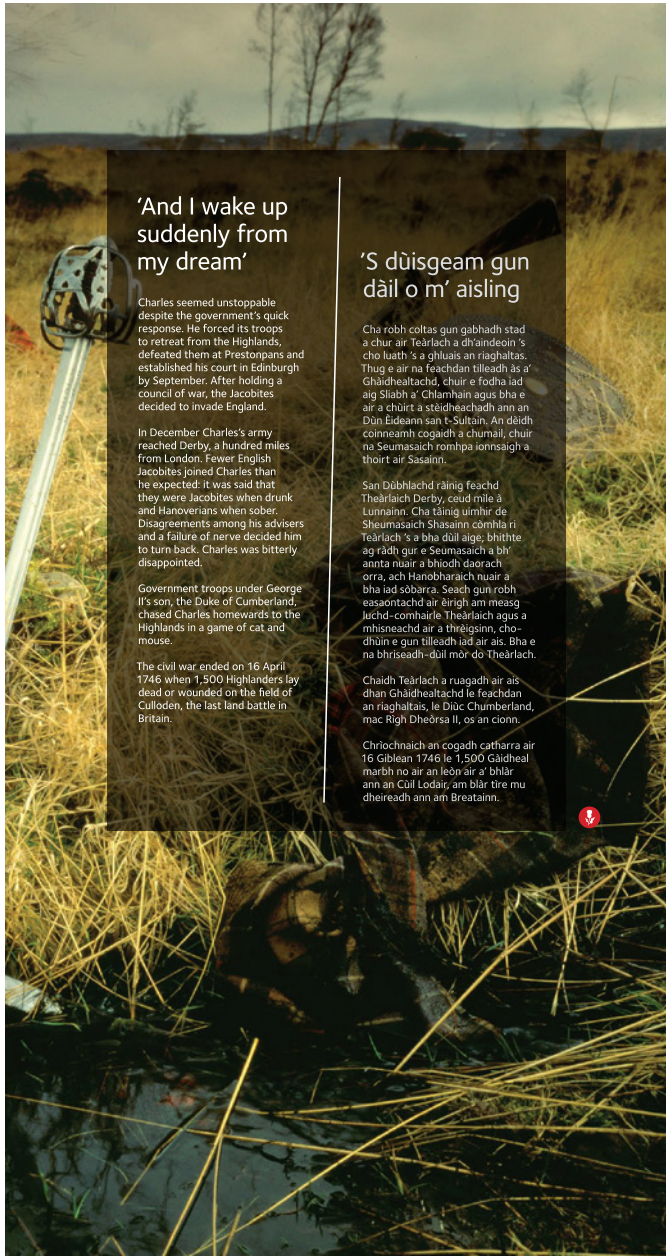 ‘And I wake up
suddenly from
my dream’
Charles seemed unstoppable
despite the government’s quick
response. He forced its troops
to retreat from the Highlands,
defeated them at Prestonpans and
established his court in Edinburgh
by September. After holding a
council of war, the Jacobites
decided to invade England.
In December Charles’s army
reached Derby, a hundred miles
from London. Fewer English
Jacobites joined Charles than
he expected: it was said that
they were Jacobites when drunk
and Hanoverians when sober.
Disagreements among his advisers
and a failure of nerve decided him
to turn back. Charles was bitterly
disappointed.
Government troops under George
II’s son, the Duke of Cumberland,
chased Charles homewards to the
Highlands in a game of cat and
mouse.
The civil war ended on 16 April
1746 when 1,500 Highlanders lay
dead or wounded on the field of
Culloden, the last land battle in
Britain.
’S dùisgeam gun
dàil o m’ aisling
Cha robh coltas gun gabhadh stad
a chur air Teàrlach a dh’aindeoin ’s
cho luath ’s a ghluais an riaghaltas.
Thug e air na feachdan tilleadh às a’
Ghàidhealtachd, chuir e fodha iad
aig Sliabh a’ Chlamhain agus bha e
air a chùirt a stèidheachadh ann an
Dùn Èideann san t-Sultain. An dèidh
coinneamh cogaidh a chumail, chuir
na Seumasaich romhpa ionnsaigh a
thoirt air Sasainn.
San Dùbhlachd ràinig feachd
Theàrlaich Derby, ceud mìle à
Lunnainn. Cha tàinig uimhir de
Sheumasaich Shasainn còmhla ri
Teàrlach ’s a bha dùil aige; bhithte
ag ràdh gur e Seumasaich a bh’
annta nuair a bhiodh daorach
orra, ach Hanobharaich nuair a
bha iad sòbarra. Seach gun robh
easaontachd air èirigh am measg
luchd-comhairle Theàrlaich agus a
mhisneachd air a thrèigsinn, cho-
dhùin e gun tilleadh iad air ais. Bha e
na bhriseadh-dùil mòr do Theàrlach.
Chaidh Teàrlach a ruagadh air ais
dhan Ghàidhealtachd le feachdan
an riaghaltais, le Diùc Chumberland,
mac Rìgh Dheòrsa II, os an cionn.
Chrìochnaich an cogadh catharra air
16 Giblean 1746 le 1,500 Gàidheal
marbh no air an leòn air a’ bhlàr
ann an Cùil Lodair, am blàr tìre mu
dheireadh ann am Breatainn.